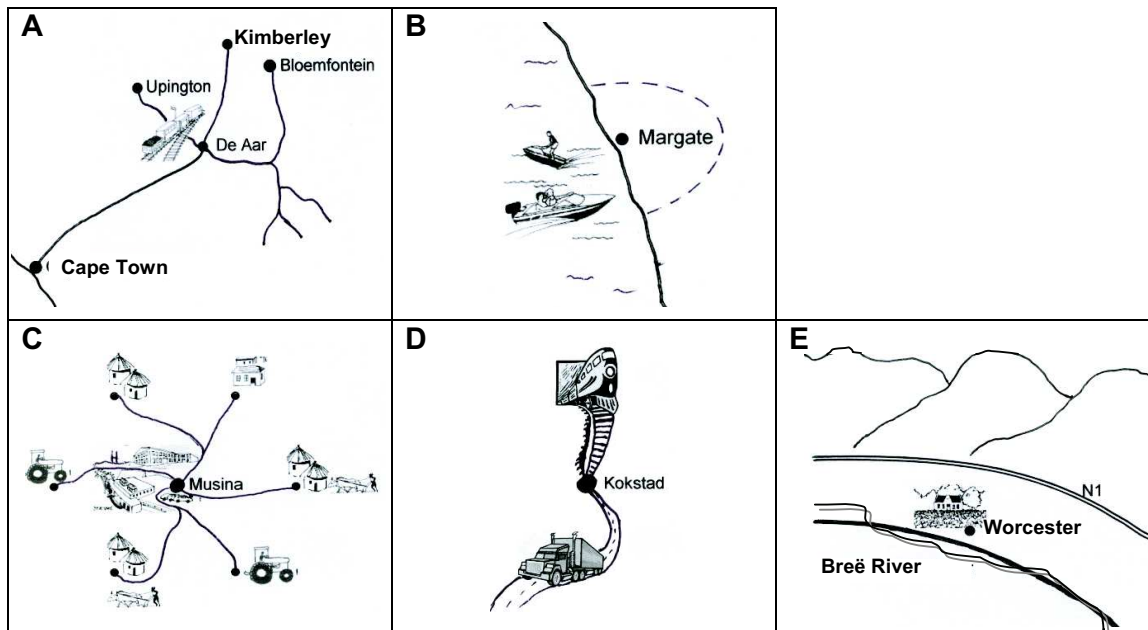 A
Kimberley
Bloemfontein
Upington
De Aar
Cape Town
B
Margate
C
Musina
D
Kokstad
E
N1
Worcester
Breë River